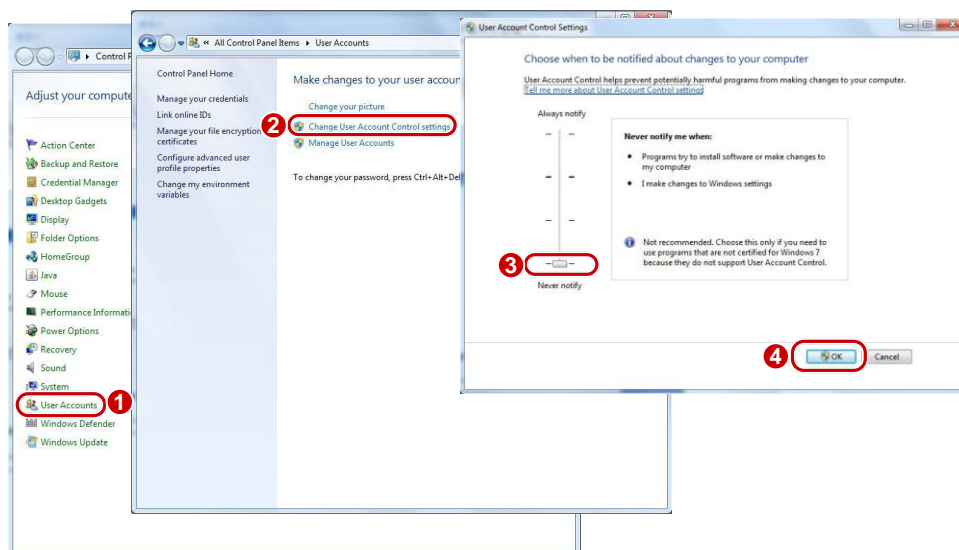 Control P
Adjust your compute
Action Center
Backup and Restore
Credential Manager
Desktop Gadgets
Display
Folder Options
HomeGroup
Java
Mouse
Performance Informati
Power Options
Recovery
Sound
System
User Accounts
1
Windows Defender
Windows Update
« All Control Panel Items User Accounts
Control Panel Home
Manage your credentials
Link online IDs
Manage your file encryption
certificates
Configure advanced user
profile properties
Change my environment
variables
Make changes to your user accoun
Change your picture
2
Change User Account Control settings
Manage User Accounts
To change your password, press Ctrl+Alt+Del
User Account Control Settings
Choose when to be notified about changes to your computer
User Account Control helps prevent potentially harmful programs from making changes to your computer.
Tell me more about User Account Control settings
Always notify
3
Never notify
Never notify me when:
• Programs try to install software or make changes to
my computer
• I make changes to Windows settings
Not recommended. Choose this only if you need to
use programs that are not certified for Windows 7
because they do not support User Account Control.
4
OK
Cancel